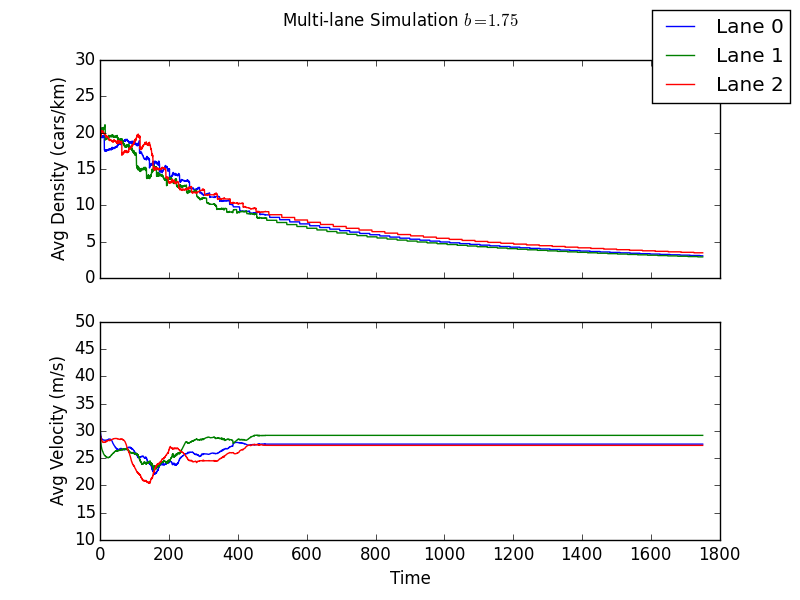 Multi-lane Simulation b=1.75
Lane 0
Lane 1
Lane 2
30
25
20
15
10
5
0
Avg Density (cars/km)
50
45
40
35
30
25
20
15
10
Avg Velocity (m/s)
0 200 400 600 800 1000 1200 1400 1600 1800
Time